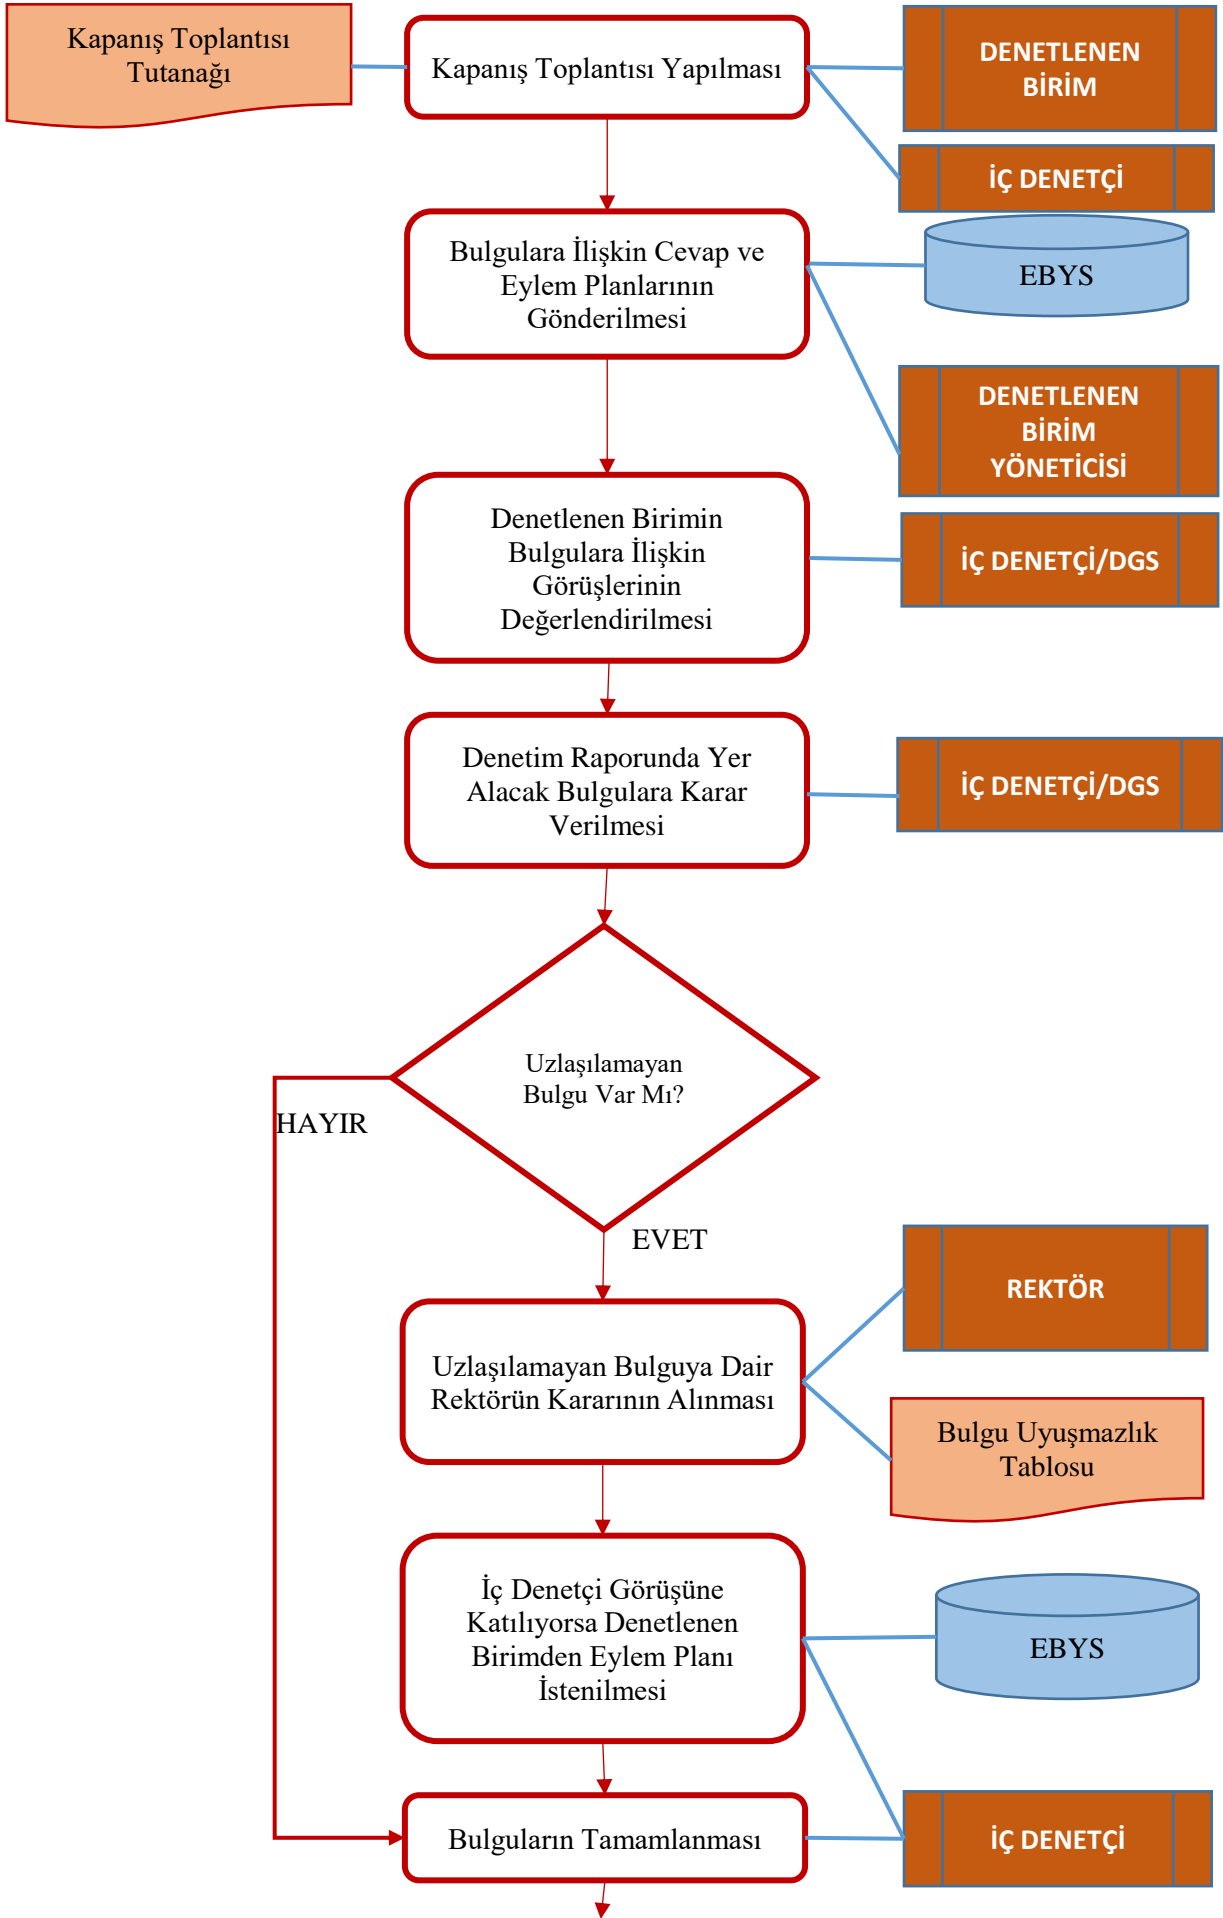 Kapanış Toplantısı
Tutanağı
Kapanış Toplantısı Yapılması
DENETLENEN
BİRİM
İÇ DENETÇİ
Bulgulara İlişkin Cevap ve
Eylem Planlarının
Gönderilmesi
EBYS
DENETLENEN
BİRİM
YÖNETİCİSİ
Denetlenen Birimin
Bulgulara İlişkin
Görüşlerinin
Değerlendirilmesi
İÇ DENETÇİ/DGS
Denetim Raporunda Yer
Alacak Bulgulara Karar
Verilmesi
İÇ DENETÇİ/DGS
Uzlaşılamayan
Bulgu Var Mı?
HAYIR
EVET
REKTÖR
Uzlaşılamayan Bulguya Dair
Rektörün Kararının Alınması
Bulgu Uyuşmazlık
Tablosu
İç Denetçi Görüşüne
Katılıyorsa Denetlenen
Birimden Eylem Planı
İstenilmesi
EBYS
Bulguların Tamamlanması
İÇ DENETÇİ